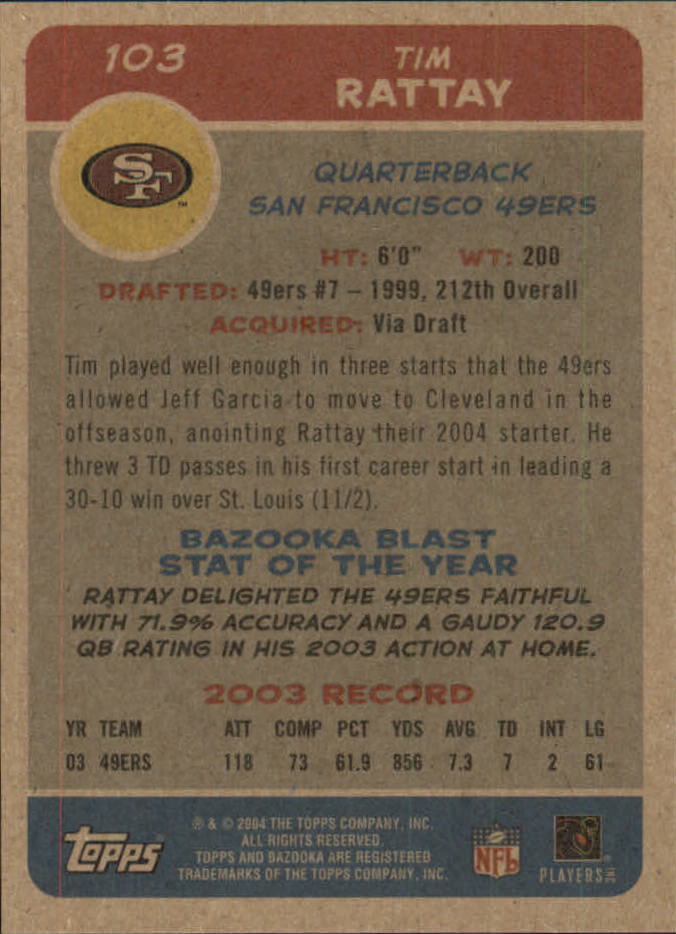 103
TIM
RATTAY
SF
™
QUARTERBACK
SAN FRANCISCO 49ERS
HT: 6'0" WT: 200
DRAFTED: 49ers #7 – 1999, 212th Overall
ACQUIRED: Via Draft
Tim played well enough in three starts that the 49ers
allowed Jeff Garcia to move to Cleveland in the
offseason, anointing Rattay their 2004 starter. He
threw 3 TD passes in his first career start in leading a
30-10 win over St. Louis (11/2).
BAZOOKA BLAST
STAT OF THE YEAR
RATTAY DELIGHTED THE 49ERS FAITHFUL
WITH 71.9% ACCURACY AND A GAUDY 120.9
QB RATING IN HIS 2003 ACTION AT HOME.
2003 RECORD
YR TEAM ATT COMP PCT YDS AVG TD INT LG
03 49ERS 118 73 61.9 856 7.3 7 2 61
topps
® & © 2004 THE TOPPS COMPANY, INC.
ALL RIGHTS RESERVED.
TOPPS AND BAZOOKA ARE REGISTERED
TRADEMARKS OF THE TOPPS COMPANY, INC.
NFL
PLAYERS